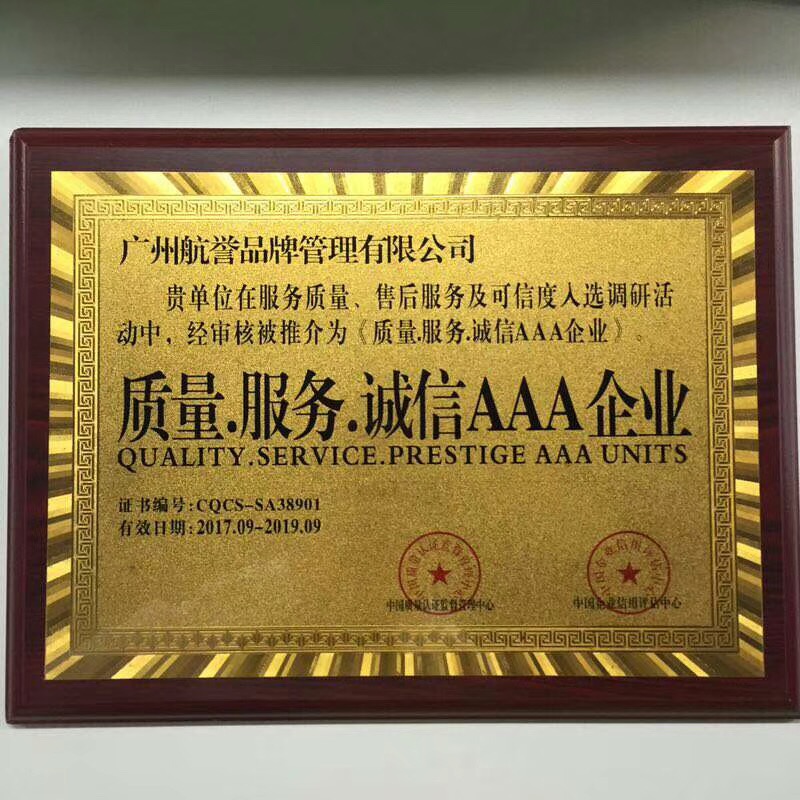 广州航誉品牌管理有限公司
贵单位在服务质量、售后服务及可信度入选调研活
动中，经审核被推介为《质量.服务.诚信AAA企业》。
质量.服务.诚信AAA企业
QUALITY.SERVICE.PRESTIGE AAA UNITS
证书编号:CQCS-SA38901
有效日期:2017.09-2019.09
中国质量认证监督管理中心
中国企业信用评估中心